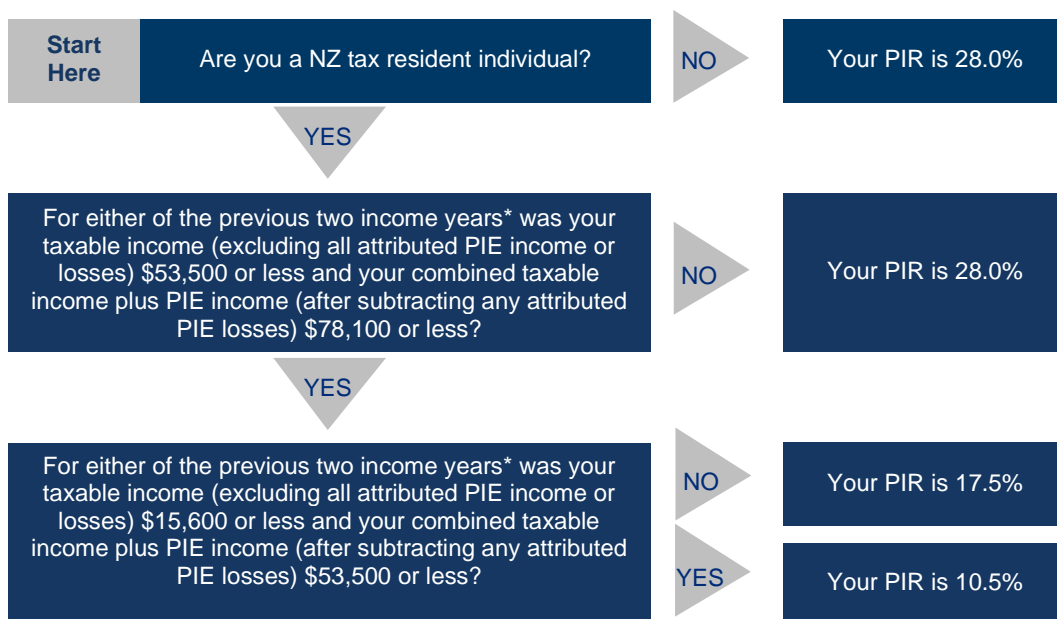 Start
Here
Are you a NZ tax resident individual?
NO
Your PIR is 28.0%
YES
For either of the previous two income years* was your
taxable income (excluding all attributed PIE income or
losses) $53,500 or less and your combined taxable
income plus PIE income (after subtracting any attributed
PIE losses) $78,100 or less?
NO
Your PIR is 28.0%
YES
For either of the previous two income years* was your
taxable income (excluding all attributed PIE income or
losses) $15,600 or less and your combined taxable
income plus PIE income (after subtracting any attributed
PIE losses) $53,500 or less?
NO
Your PIR is 17.5%
YES
Your PIR is 10.5%